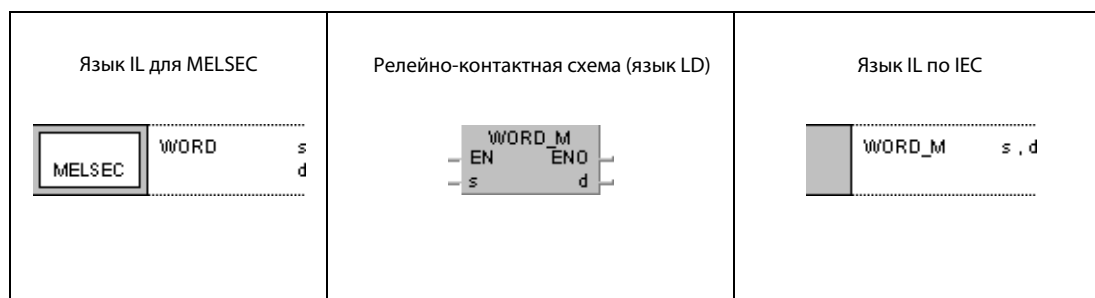 Язык IL для MELSEC
MELSEC
WORD s
d
Релейно-контактная схема (язык LD)
WORD_M
EN ENO
s d
Язык IL по IEC
WORD_M s , d